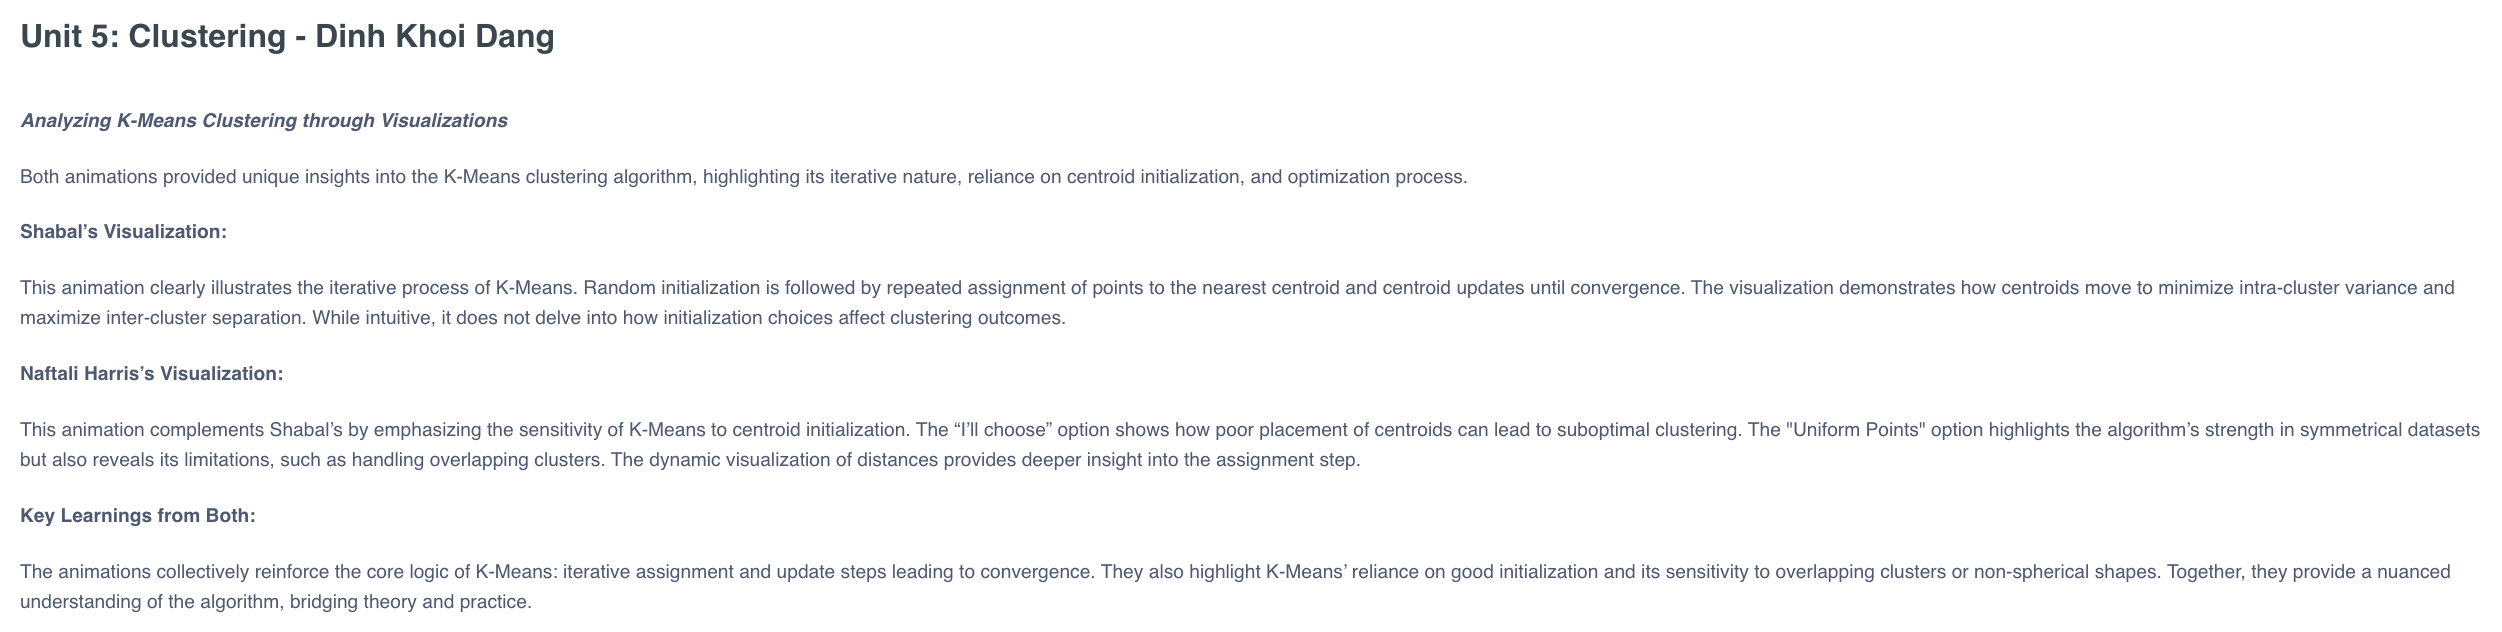 Unit 5: Clustering - Dinh Khoi Dang
Analyzing K-Means Clustering through Visualizations
Both animations provided unique insights into the K-Means clustering algorithm, highlighting its iterative nature, reliance on centroid initialization, and optimization process.
Shabal’s Visualization:
This animation clearly illustrates the iterative process of K-Means. Random initialization is followed by repeated assignment of points to the nearest centroid and centroid updates until convergence. The visualization demonstrates how centroids move to minimize intra-cluster variance and
maximize inter-cluster separation. While intuitive, it does not delve into how initialization choices affect clustering outcomes.
Naftali Harris’s Visualization:
This animation complements Shabal’s by emphasizing the sensitivity of K-Means to centroid initialization. The “I’ll choose” option shows how poor placement of centroids can lead to suboptimal clustering. The "Uniform Points" option highlights the algorithm’s strength in symmetrical datasets
but also reveals its limitations, such as handling overlapping clusters. The dynamic visualization of distances provides deeper insight into the assignment step.
Key Learnings from Both:
The animations collectively reinforce the core logic of K-Means: iterative assignment and update steps leading to convergence. They also highlight K-Means’ reliance on good initialization and its sensitivity to overlapping clusters or non-spherical shapes. Together, they provide a nuanced
understanding of the algorithm, bridging theory and practice.